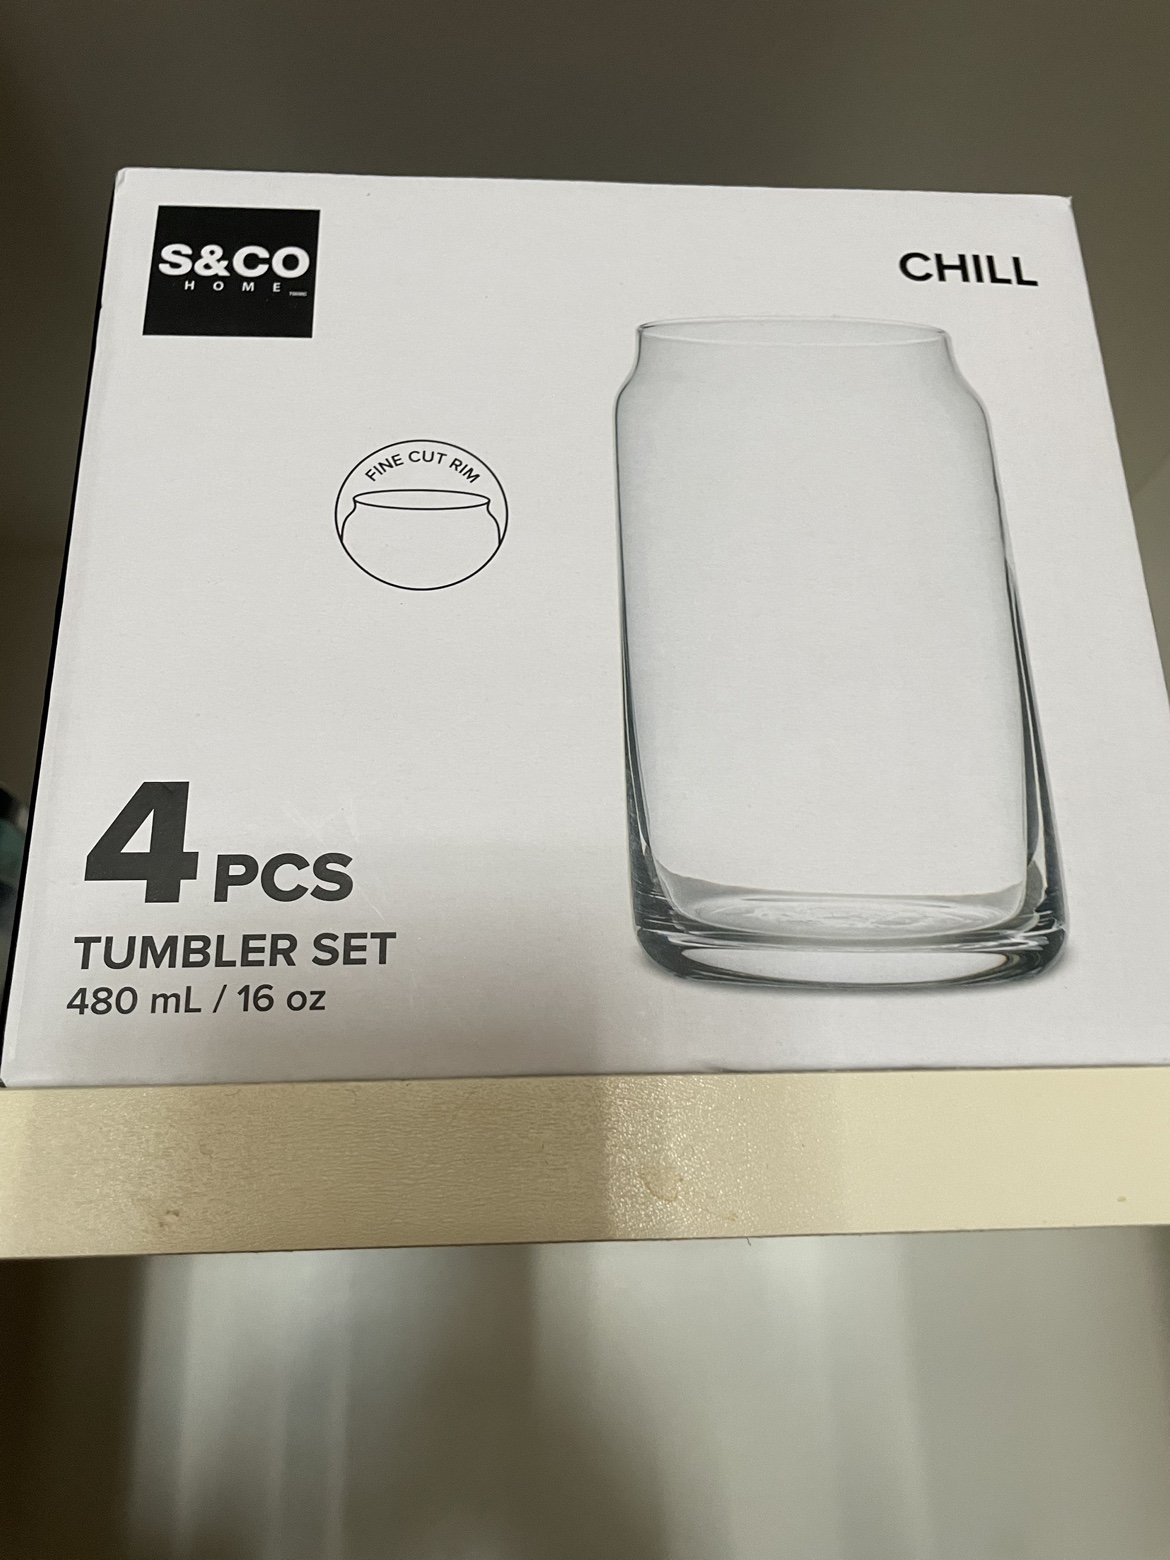 S&CO
HOME
CHILL
FINE CUT RIM
4 PCS
TUMBLER SET
480 mL / 16 oz